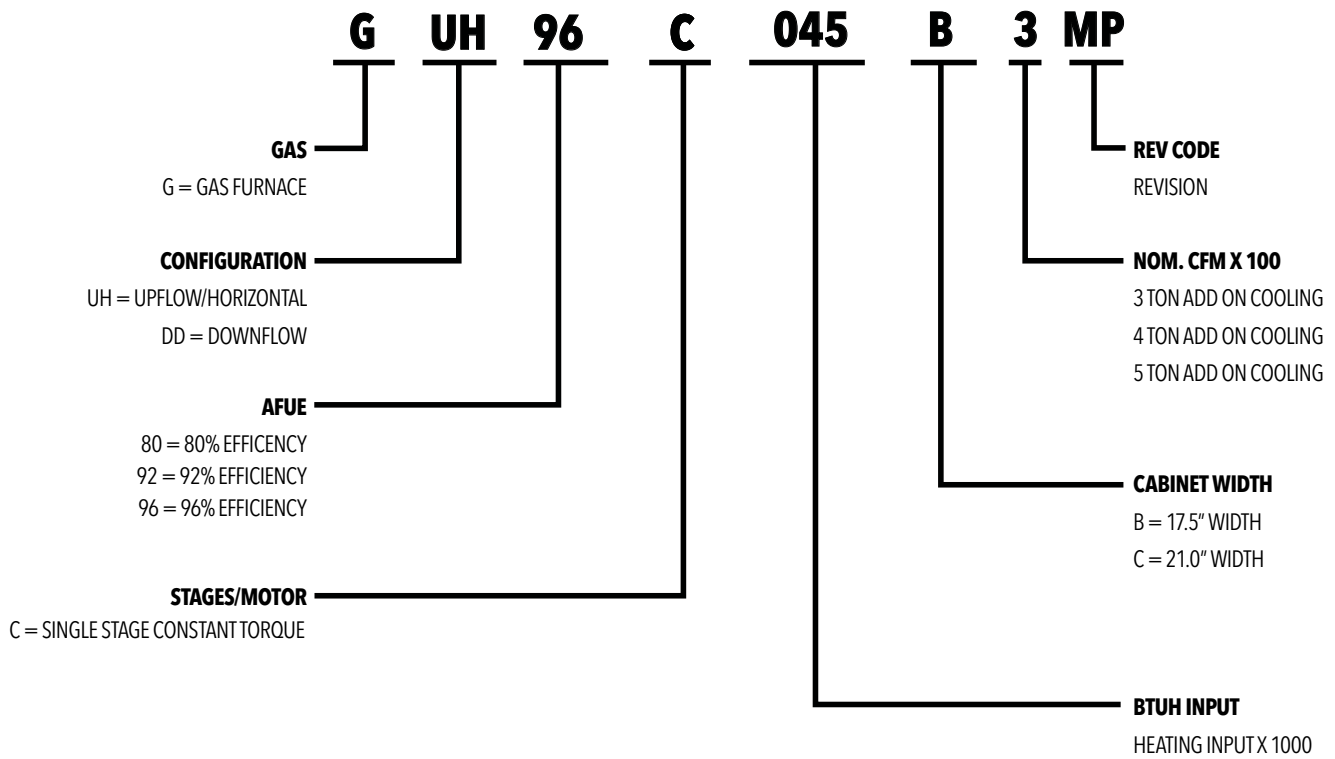 G UH 96 C 045 B 3 MP
GAS
G = GAS FURNACE
CONFIGURATION
UH = UPFLOW/HORIZONTAL
DD = DOWNFLOW
AFUE
80 = 80% EFFICENCY
92 = 92% EFFICIENCY
96 = 96% EFFICIENCY
STAGES/MOTOR
C = SINGLE STAGE CONSTANT TORQUE
REV CODE
REVISION
NOM. CFM X 100
3 TON ADD ON COOLING
4 TON ADD ON COOLING
5 TON ADD ON COOLING
CABINET WIDTH
B = 17.5" WIDTH
C = 21.0" WIDTH
BTUH INPUT
HEATING INPUT X 1000